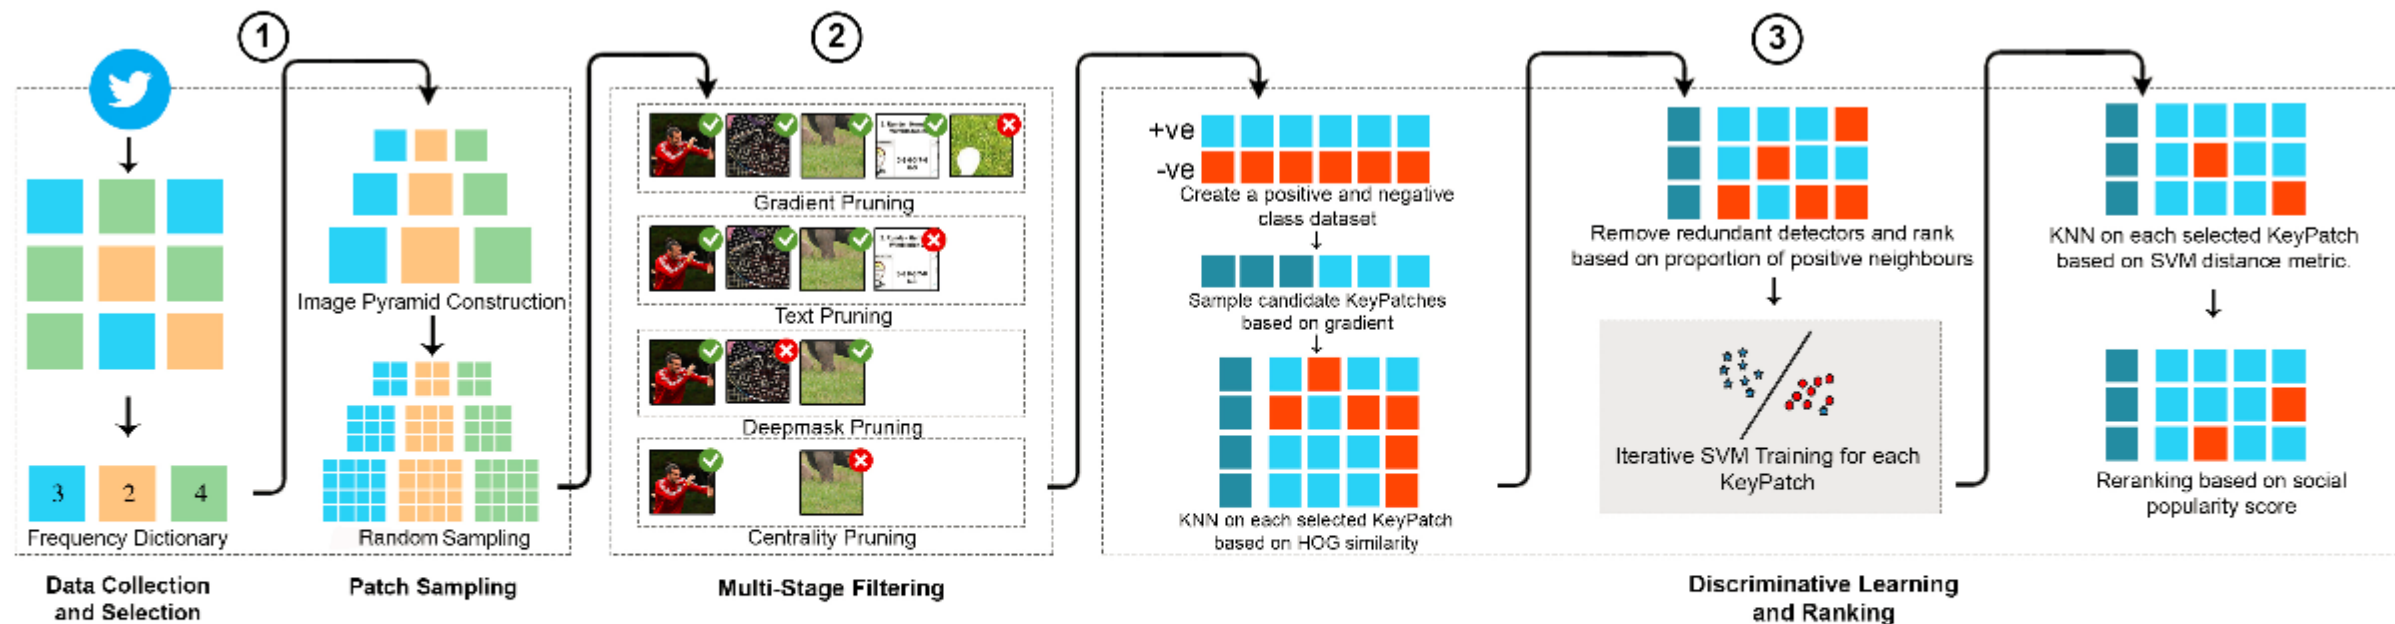 1
2
3
3 2 4
Frequency Dictionary
Data Collection
and Selection
Image Pyramid Construction
Random Sampling
Patch Sampling
Gradient Pruning
Text Pruning
Deepmask Pruning
Centrality Pruning
Multi-Stage Filtering
+ve
-ve
Create a positive and negative
class dataset
Sample candidate KeyPatches
based on gradient
KNN on each selected KeyPatch
based on HOG similarity
Remove redundant detectors and rank
based on proportion of positive neighbours
Iterative SVM Training for each
KeyPatch
KNN on each selected KeyPatch
based on SVM distance metric.
Reranking based on social
popularity score
Discriminative Learning
and Ranking